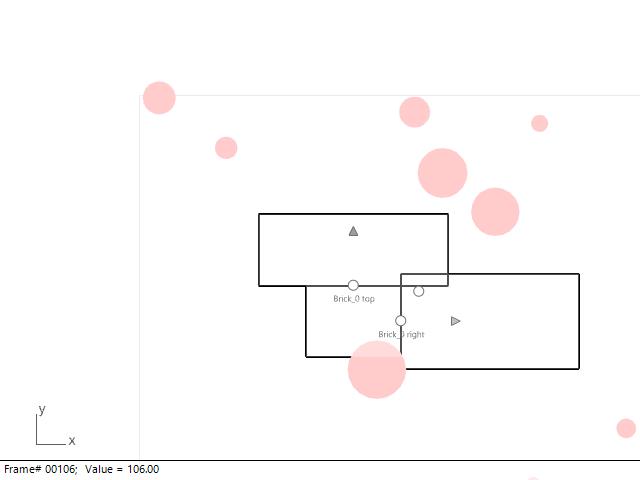 Brick_0 top
Brick_0 right
y
x
Frame# 00106;  Value = 106.00